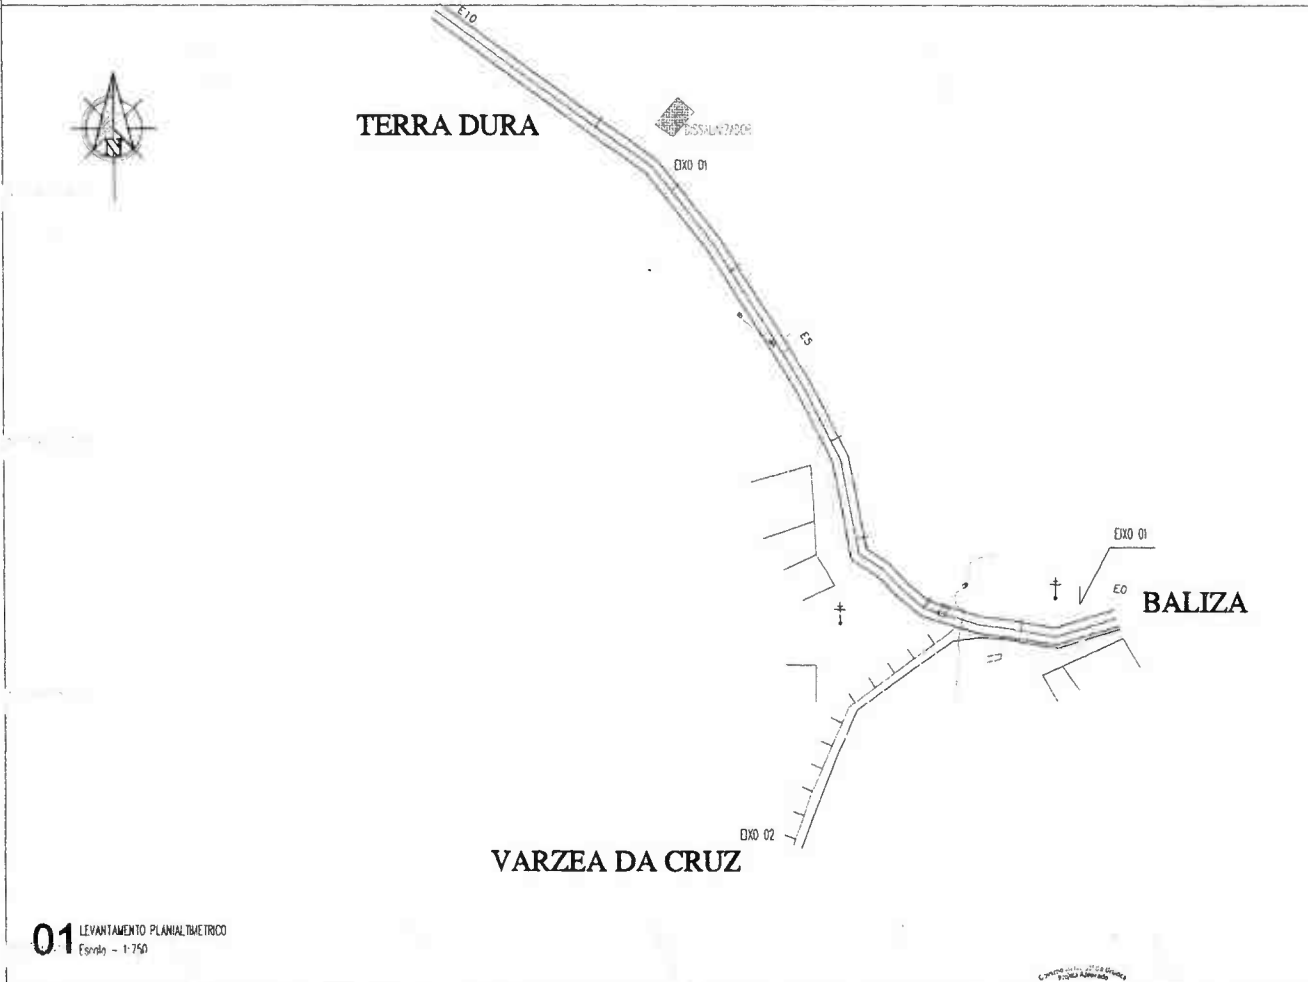 E10
TERRA DURA
DISSALINIZADOR
EIXO 01
N
E5
EIXO 01
E0
BALIZA
EIXO 02
VARZEA DA CRUZ
01
LEVANTAMENTO PLANIALTIMETRICO
Escala - 1:750